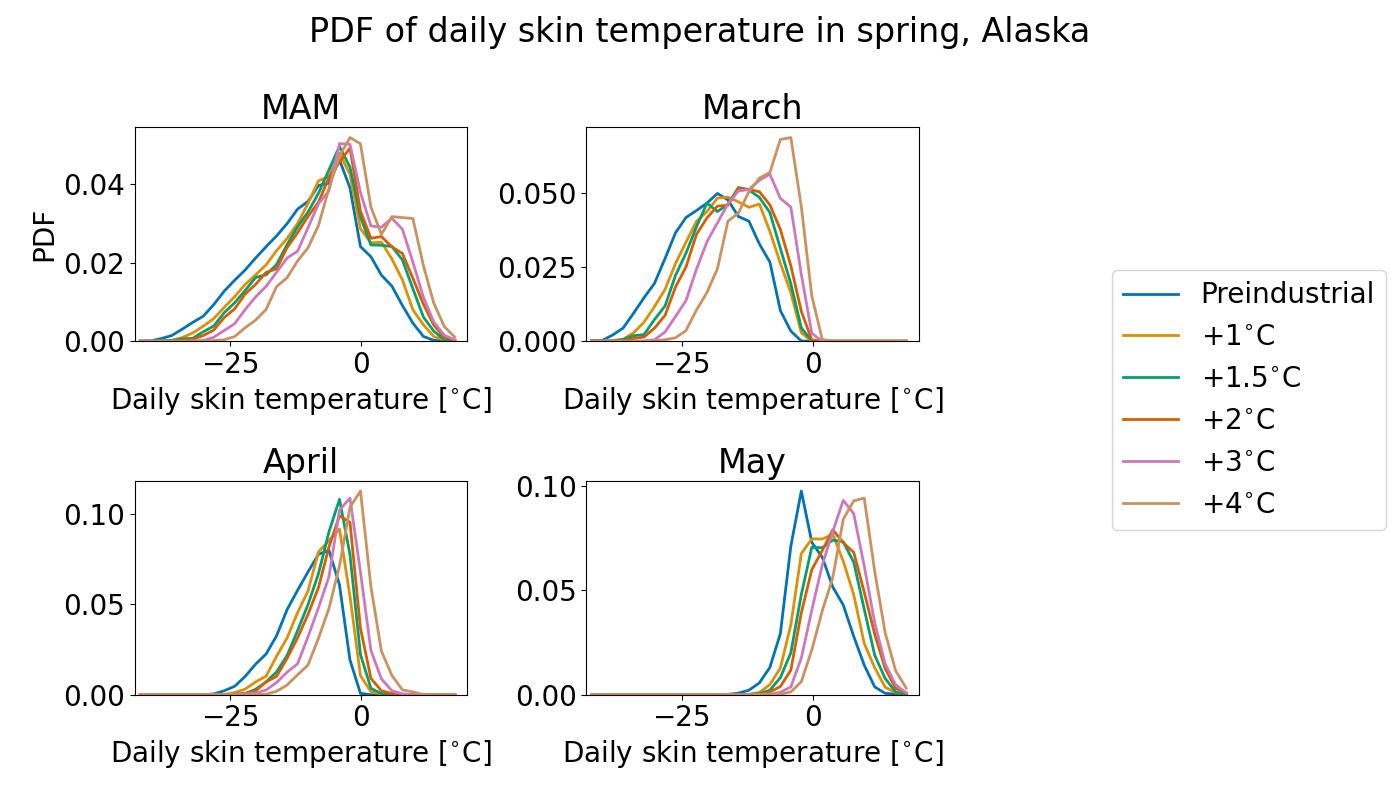 PDF of daily skin temperature in spring, Alaska
MAM
PDF
0.04
0.02
0.00
−25
0
Daily skin temperature [°C]
March
0.050
0.025
0.000
−25
0
Daily skin temperature [°C]
April
0.10
0.05
0.00
−25
0
Daily skin temperature [°C]
May
0.10
0.05
0.00
−25
0
Daily skin temperature [°C]
Preindustrial
+1°C
+1.5°C
+2°C
+3°C
+4°C